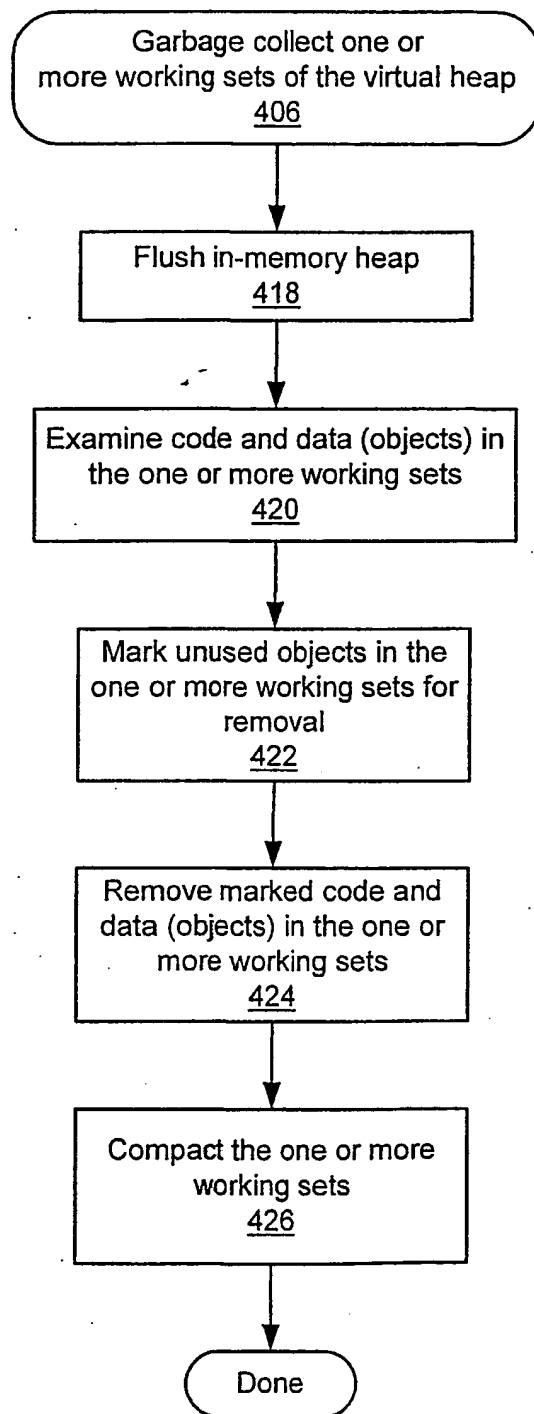 Garbage collect one or
more working sets of the virtual heap
406
Flush in-memory heap
418
Examine code and data (objects) in
the one or more working sets
420
Mark unused objects in the
one or more working sets for
removal
422
Remove marked code and
data (objects) in the one or
more working sets
424
Compact the one or more
working sets
426
Done